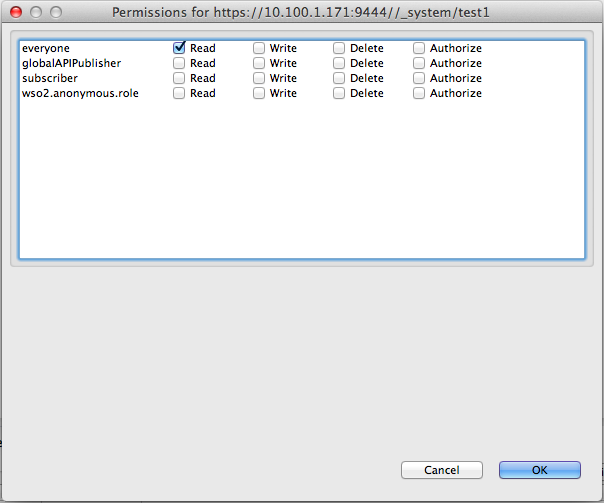 Permissions for https://10.100.1.171:9444//_system/test1
everyone Read Write Delete Authorize
globalAPIPublisher Read Write Delete Authorize
subscriber Read Write Delete Authorize
wso2.anonymous.role Read Write Delete Authorize
Cancel OK